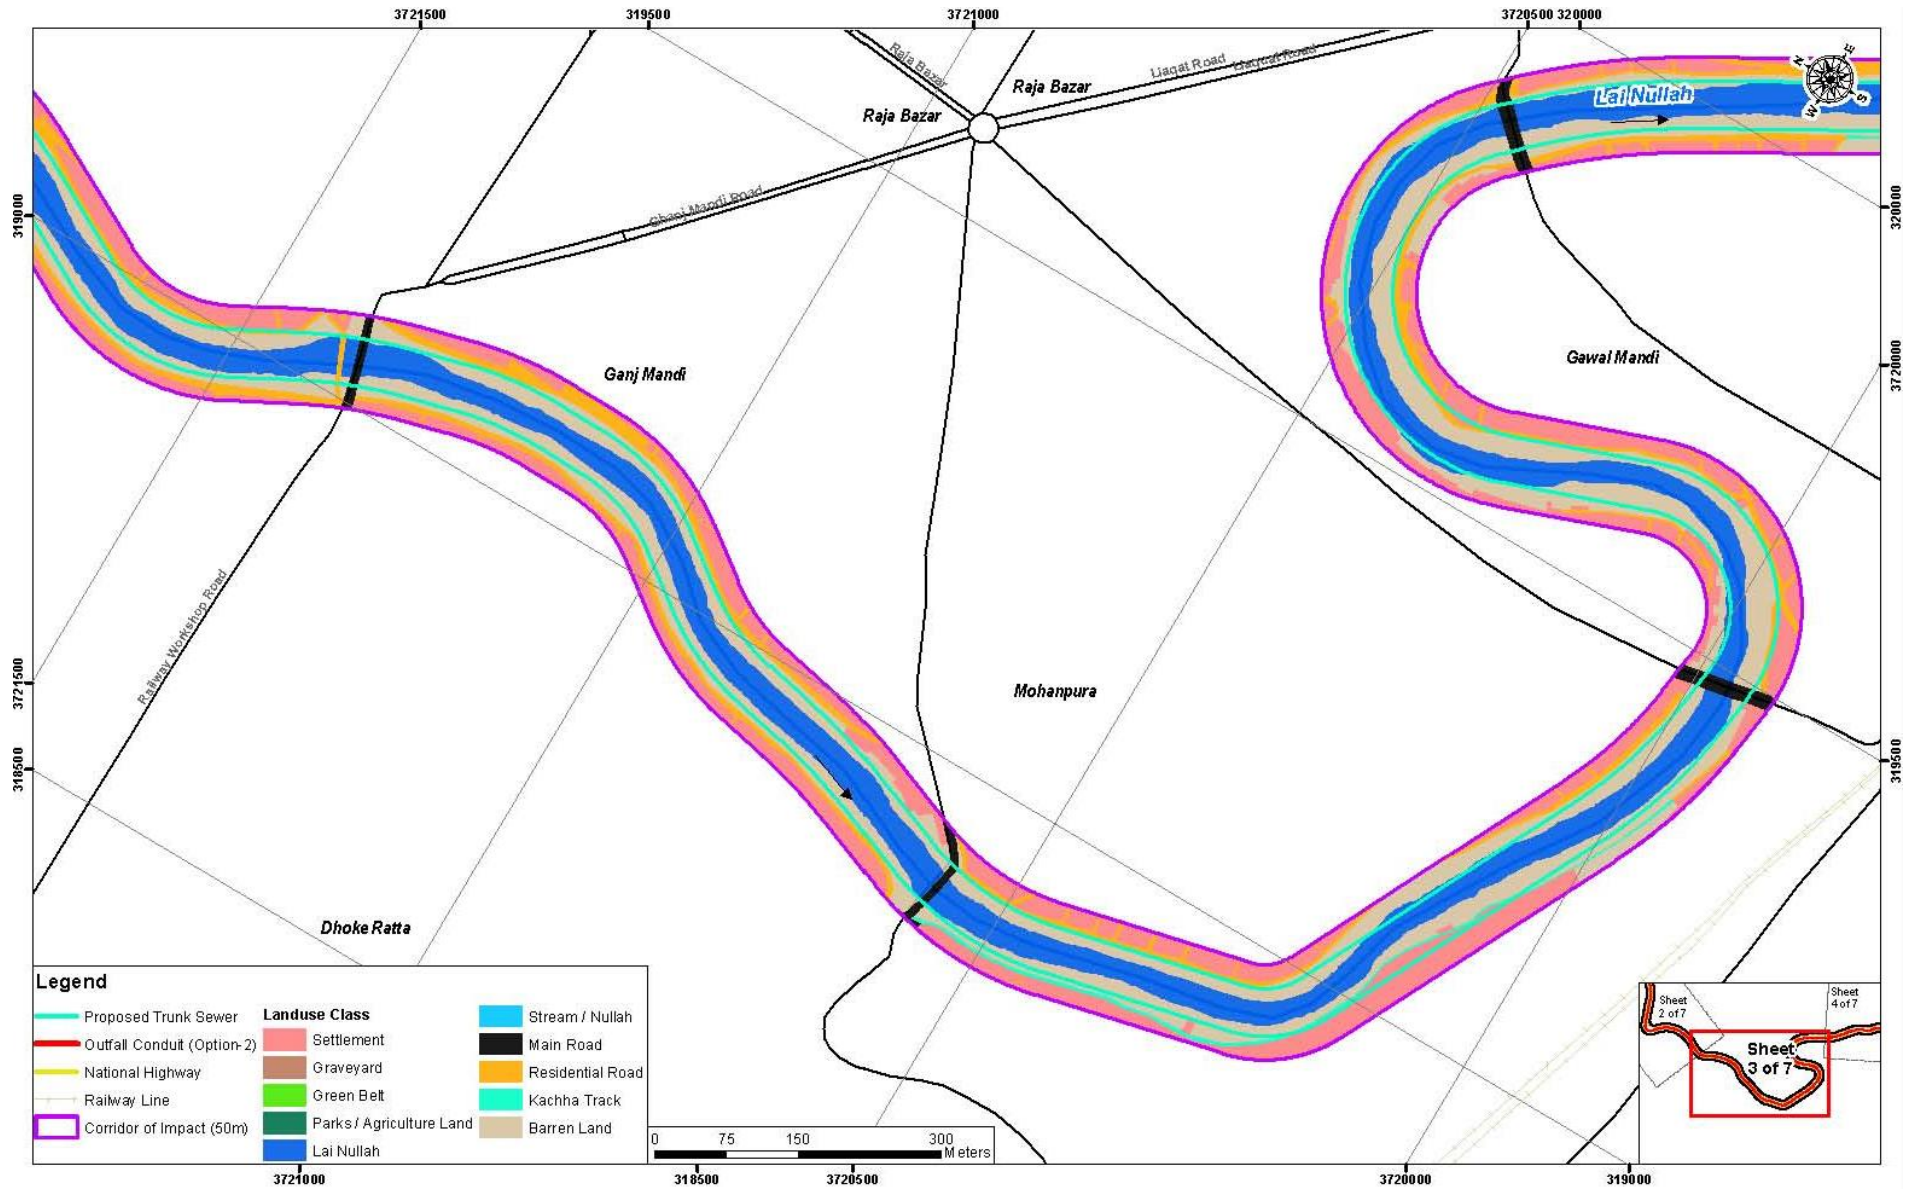 3721500 319500 3721000 3720500 320000
Raja Bazar
Raja Bazar
Raja Bazar
Liaqat Road
Liaquat Road
N E
W S
Lai Nullah
Ghanj Mandi Road
319000
320000
Ganj Mandi
Gawal Mandi
3720000
Railway Workshop Road
3721500
Mohanpura
318500
319500
Dhoke Ratta
Legend
Proposed Trunk Sewer
Outfall Conduit (Option-2)
National Highway
Railway Line
Corridor of Impact (50m)
Landuse Class
Settlement
Graveyard
Green Belt
Parks / Agriculture Land
Lai Nullah
Stream / Nullah
Main Road
Residential Road
Kachha Track
Barren Land
0 75 150 300
Meters
Sheet
2 of 7
Sheet
4 of 7
Sheet
3 of 7
3721000 318500 3720500 3720000 319000